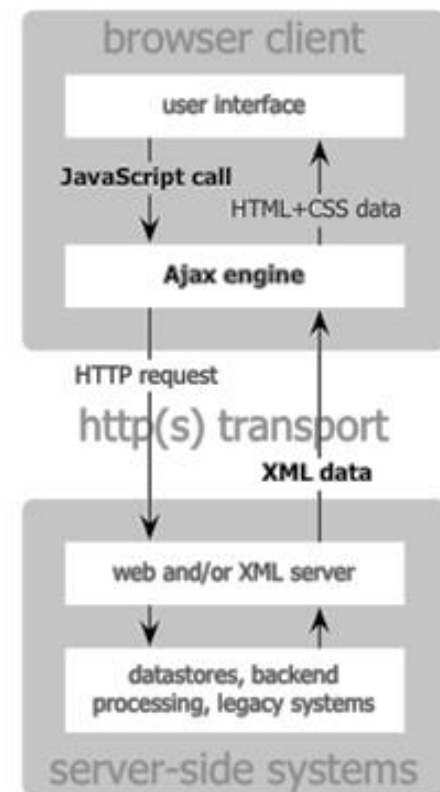 browser client
user interface
JavaScript call
HTML+CSS data
Ajax engine
HTTP request
http(s) transport
XML data
web and/or XML server
datastores, backend
processing, legacy systems
server-side systems